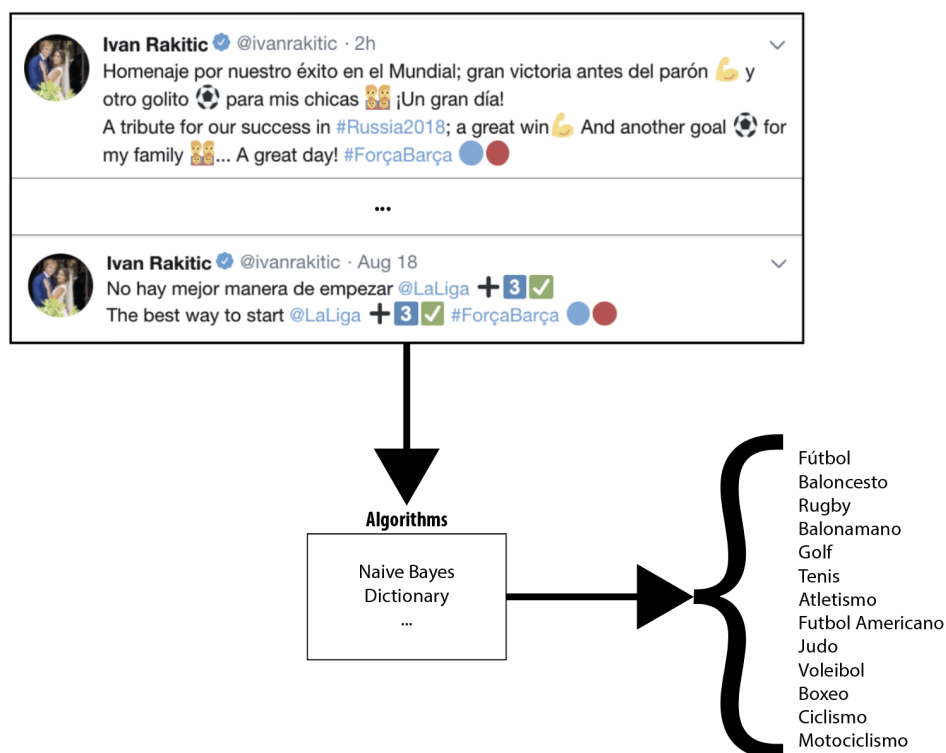 Ivan Rakitic @ivanrakitic · 2h
Homenaje por nuestro éxito en el Mundial; gran victoria antes del parón 💪 y
otro golito ⚽ para mis chicas 👯 ¡Un gran día!
A tribute for our success in #Russia2018; a great win💪 And another goal ⚽ for
my family 👯... A great day! #ForçaBarça 🔵🔴
...
Ivan Rakitic @ivanrakitic · Aug 18
No hay mejor manera de empezar @LaLiga ➕3️⃣✅
The best way to start @LaLiga ➕3️⃣✅ #ForçaBarça 🔵🔴
Algorithms
Naive Bayes
Dictionary
...
Fútbol
Baloncesto
Rugby
Balonamano
Golf
Tenis
Atletismo
Futbol Americano
Judo
Voleibol
Boxeo
Ciclismo
Motociclismo